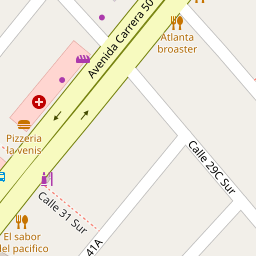 Avenida Carrera 50
Atlanta
broaster
Pizzeria
la venis
Calle 29C Sur
Calle 31 Sur
El sabor
del pacifico
41A